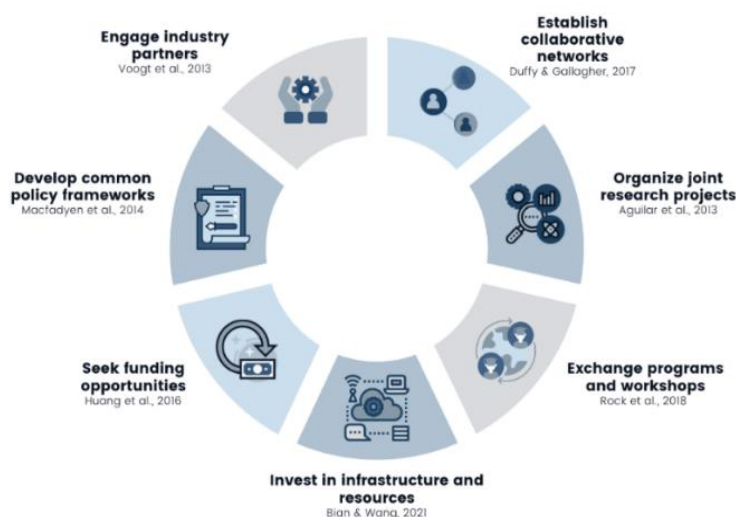 Engage industry
partners
Voogt et al., 2013
Establish
collaborative
networks
Duffy & Gallagher, 2017
Develop common
policy frameworks
Macfadyen et al., 2014
Organize joint
research projects
Aguilar et al., 2013
Seek funding
opportunities
Huang et al., 2016
Exchange programs
and workshops
Rock et al., 2018
Invest in infrastructure and
resources
Bian & Wang, 2021